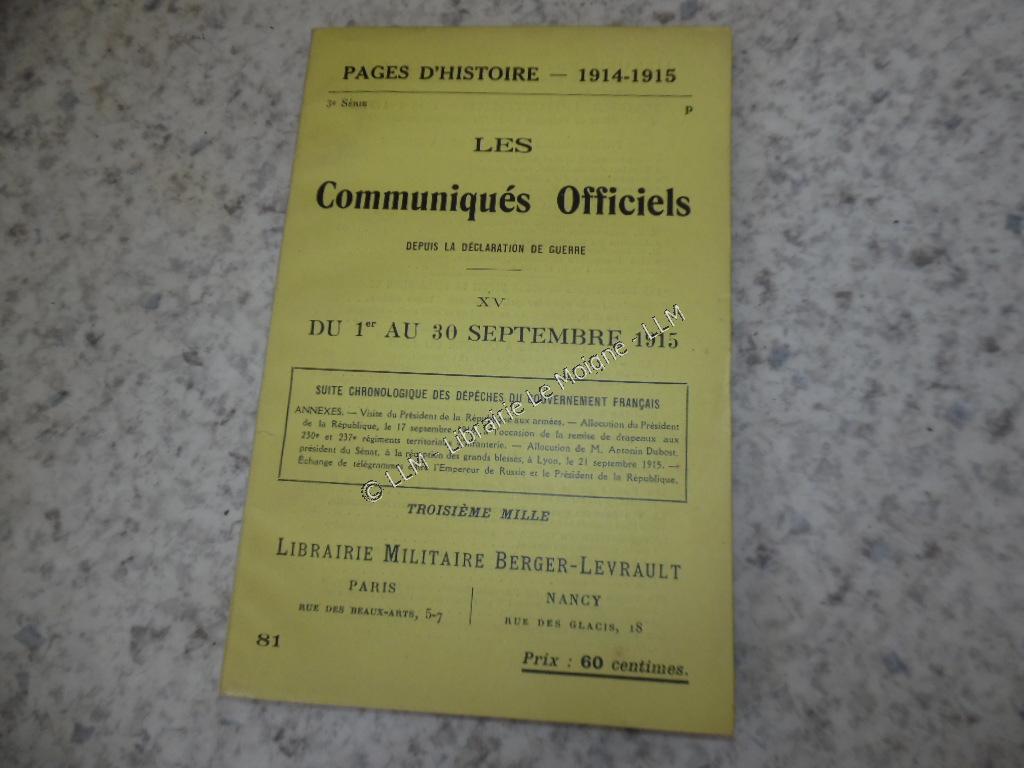 PAGES D'HISTOIRE — 1914-1915
3e Série P
LES
Communiqués Officiels
DEPUIS LA DÉCLARATION DE GUERRE
XV
DU 1er AU 30 SEPTEMBRE 1915
SUITE CHRONOLOGIQUE DES DÉPÊCHES DU GOUVERNEMENT FRANÇAIS
ANNEXES. — Visite du Président de la République aux armées. — Allocution du Président
de la République, le 17 septembre, l'occasion de la remise de drapeaux aux
230e et 237e régiments territoriaux d'infanterie. — Allocution de M. Antonin Dubost,
président du Sénat, à la réception des grands blessés, à Lyon, le 21 septembre 1915. —
Échange de télégrammes l'Empereur de Russie et le Président de la République.
TROISIÈME MILLE
LIBRAIRIE MILITAIRE BERGER-LEVRAULT
PARIS
RUE DES BEAUX-ARTS, 5-7
NANCY
RUE DES GLACIS, 18
81
Prix : 60 centimes.
© LLM - Librairie Le Moigne - LLM